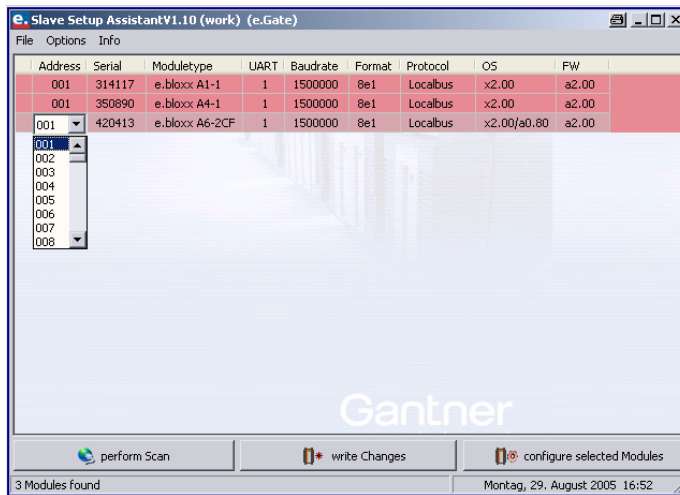 e. Slave Setup Assistant V1.10 (work) (e.Gate)
File Options Info
Address Serial Moduletype UART Baudrate Format Protocol OS FW
001 314117 e.bloxx A1-1 1 1500000 8e1 Localbus x2.00 a2.00
001 350890 e.bloxx A4-1 1 1500000 8e1 Localbus x2.00 a2.00
001 420413 e.bloxx A6-2CF 1 1500000 8e1 Localbus x2.00/a0.80 a2.00
001
002
003
004
005
006
007
008
Gantner
perform Scan write Changes configure selected Modules
3 Modules found Montag, 29. August 2005 16:52